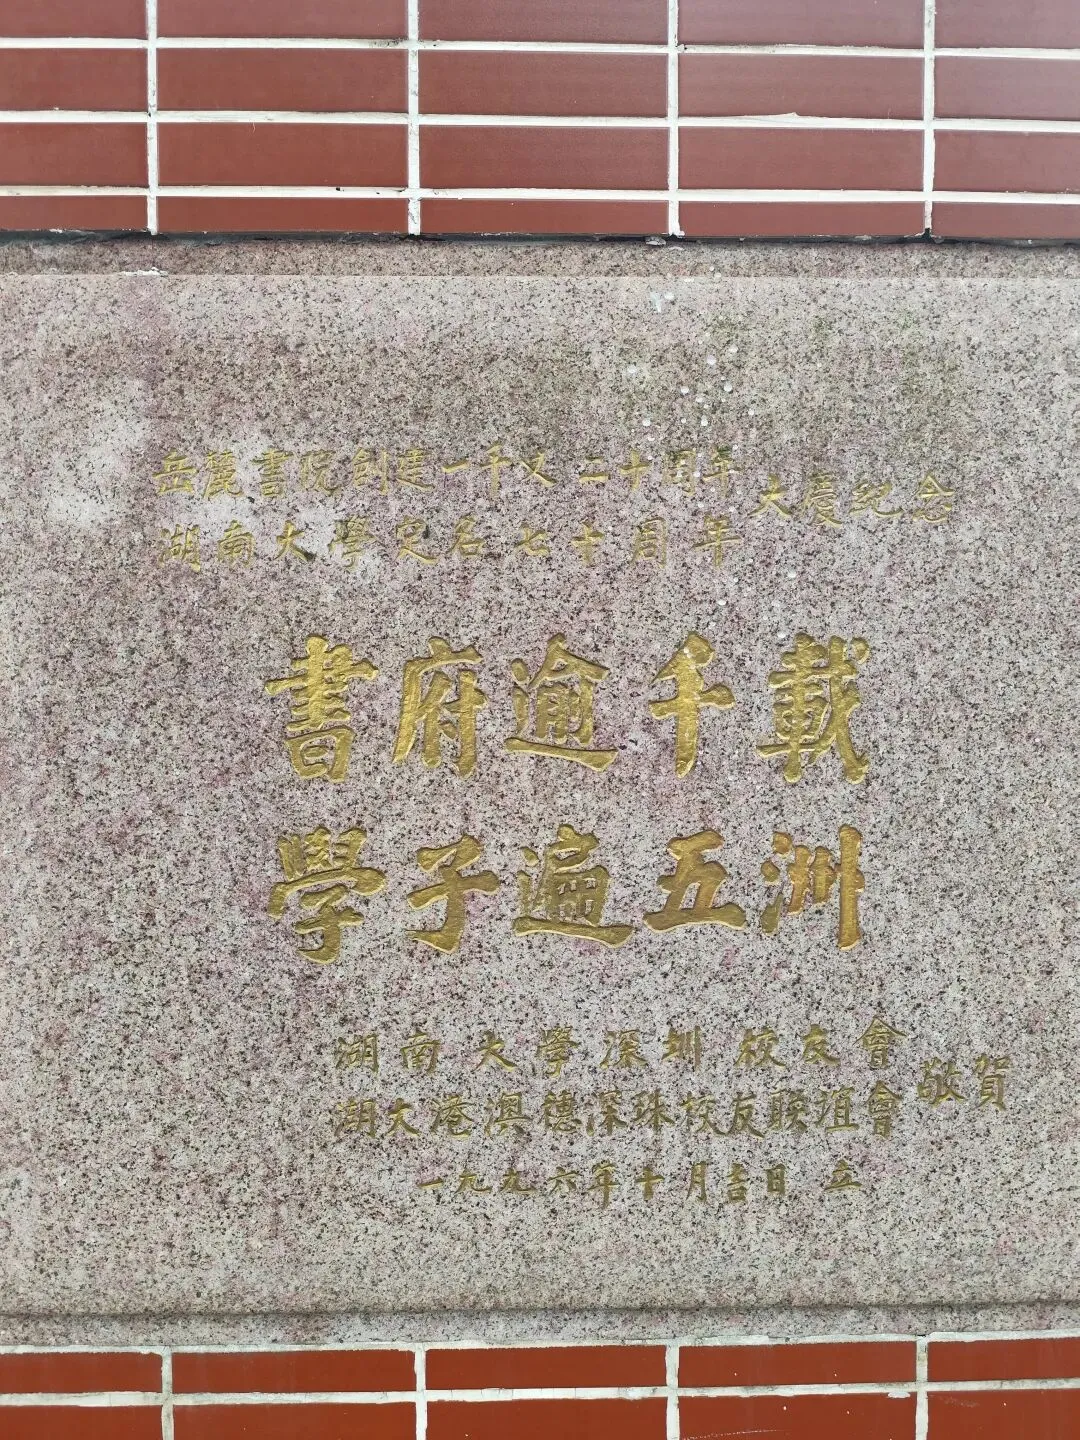 岳麓書院創建一千又二十周年
湖南大學定名七十周年
大慶紀念
書府逾千載
學子遍五洲
湖南大學深圳校友會
湖大港澳德深珠校友联誼會
敬賀
一九九六年十月吉日立